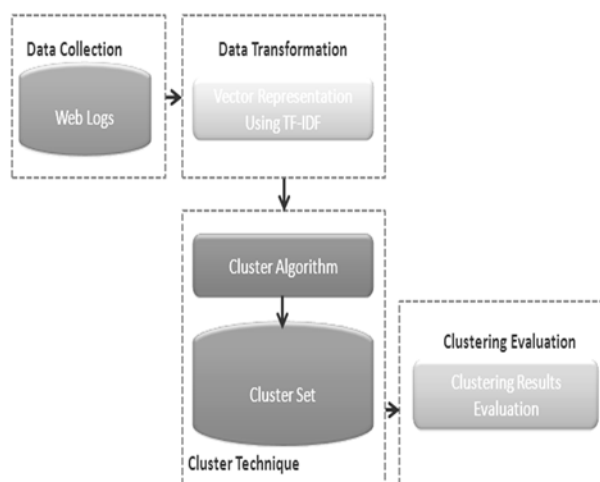 Data Collection
Web Logs
Data Transformation
Vector Representation
Using TF-IDF
Cluster Algorithm
Cluster Set
Cluster Technique
Clustering Evaluation
Clustering Results
Evaluation